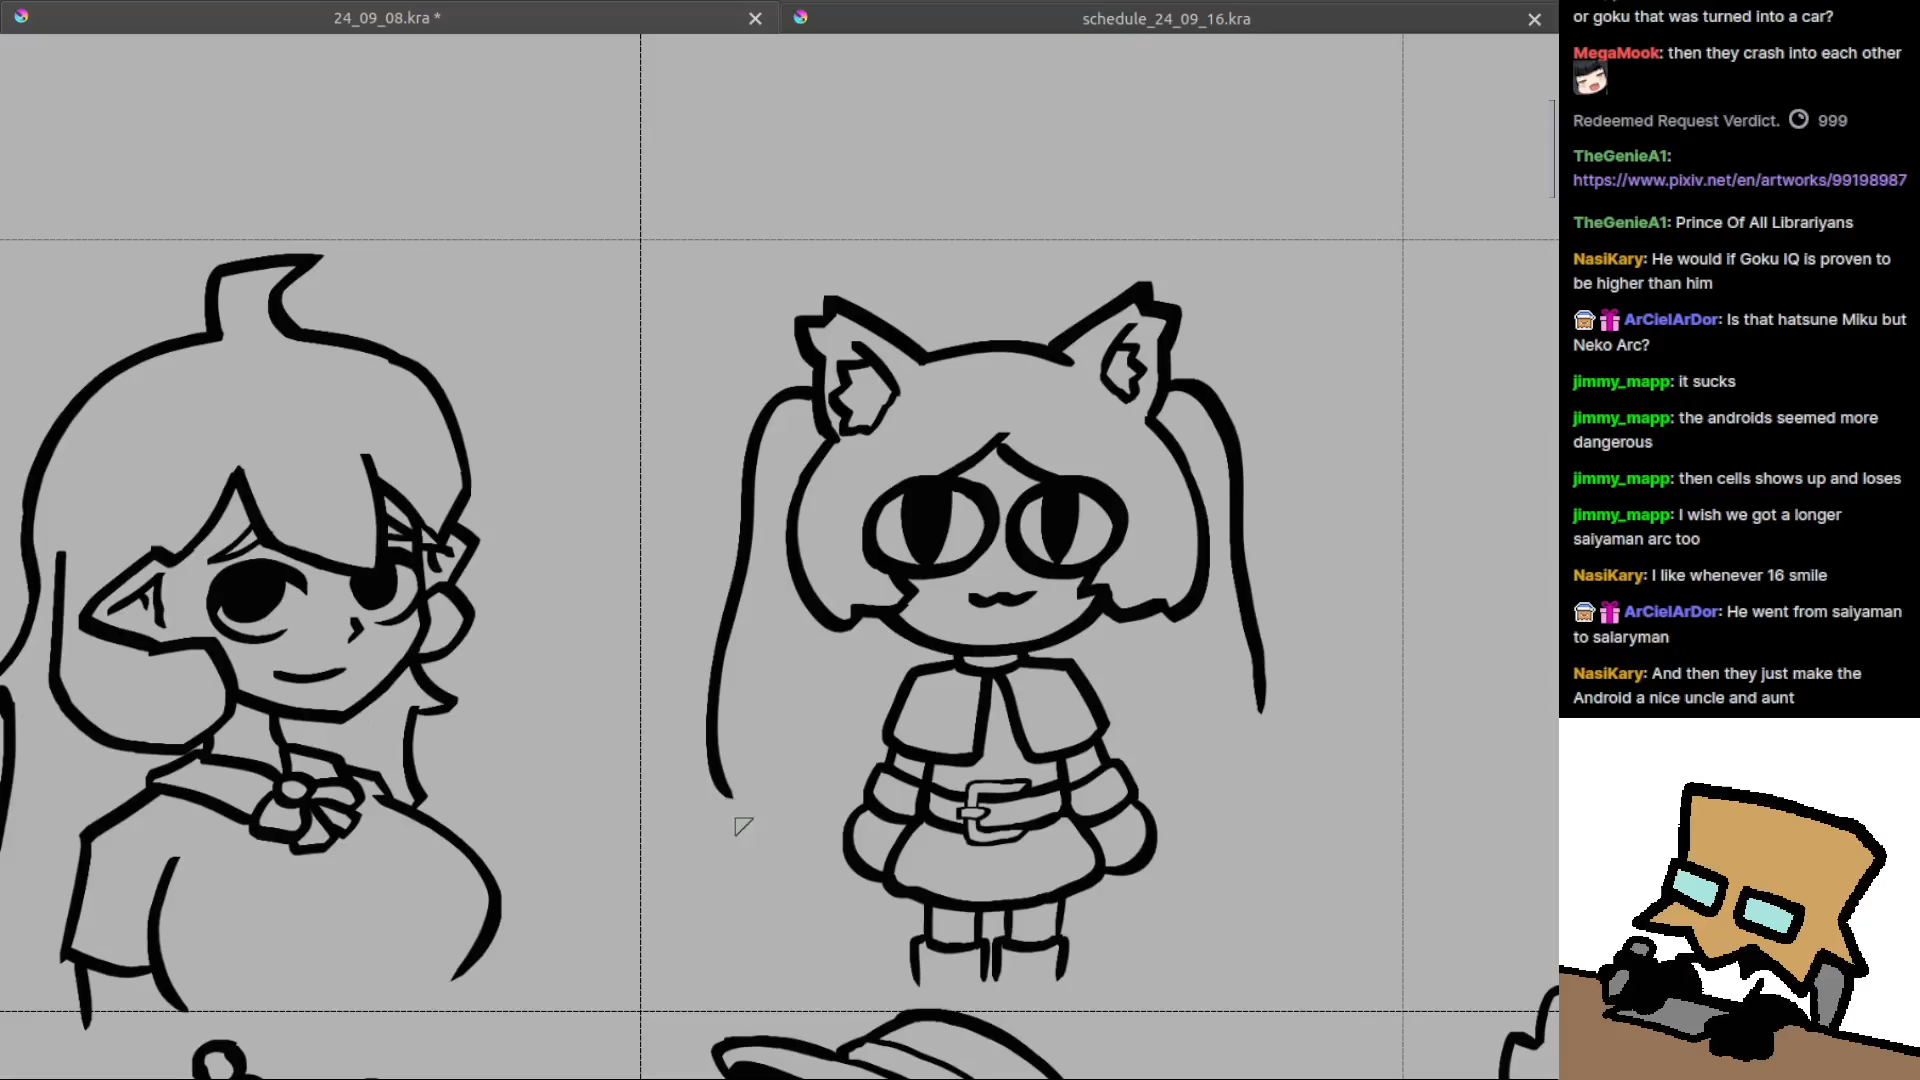 24_09_08.kra *
schedule_24_09_16.kra
or goku that was turned into a car?
MegaMook: then they crash into each other
Redeemed Request Verdict. 999
TheGenieA1:
https://www.pixiv.net/en/artworks/99198987
TheGenieA1: Prince Of All Librariyans
NasiKary: He would if Goku IQ is proven to
be higher than him
ArCielArDor: Is that hatsune Miku but
Neko Arc?
jimmy_mapp: it sucks
jimmy_mapp: the androids seemed more
dangerous
jimmy_mapp: then cells shows up and loses
jimmy_mapp: I wish we got a longer
saiyaman arc too
NasiKary: I like whenever 16 smile
ArCielArDor: He went from saiyaman
to salaryman
NasiKary: And then they just make the
Android a nice uncle and aunt